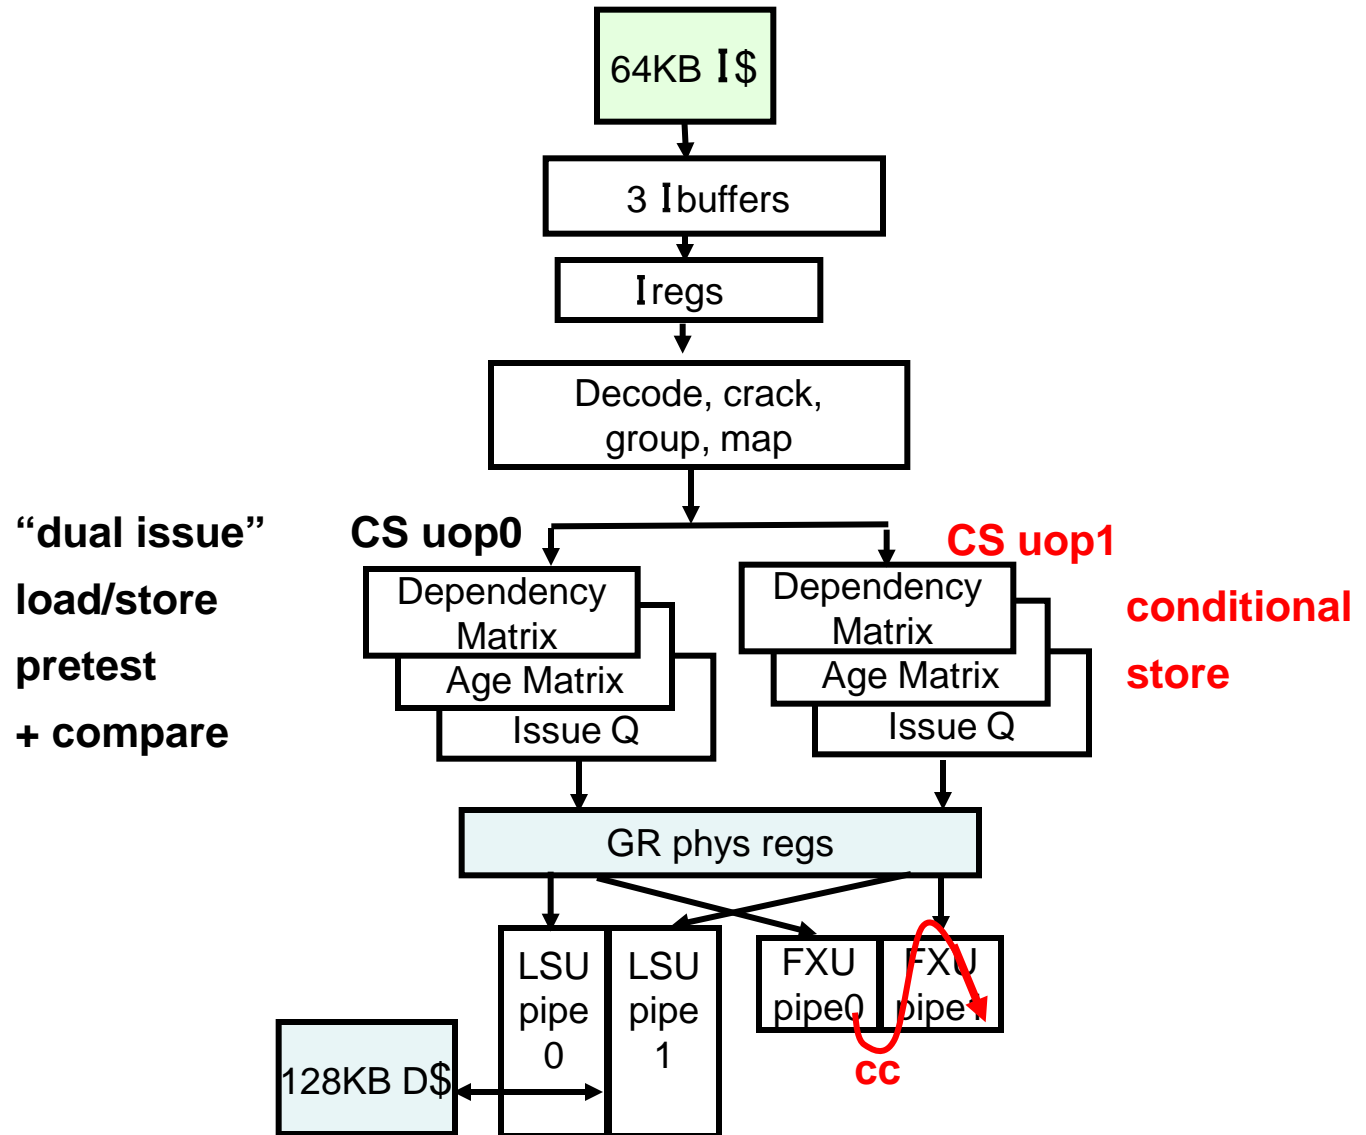 64KB I$
3 Ibuffers
Iregs
Decode, crack,
group, map
“dual issue”
load/store
pretest
+ compare
CS uop0
CS uop1
conditional
store
Dependency
Matrix
Age Matrix
Issue Q
Dependency
Matrix
Age Matrix
Issue Q
GR phys regs
LSU
pipe
0
LSU
pipe
1
FXU
pipe0
FXU
pipe1
cc
128KB D$